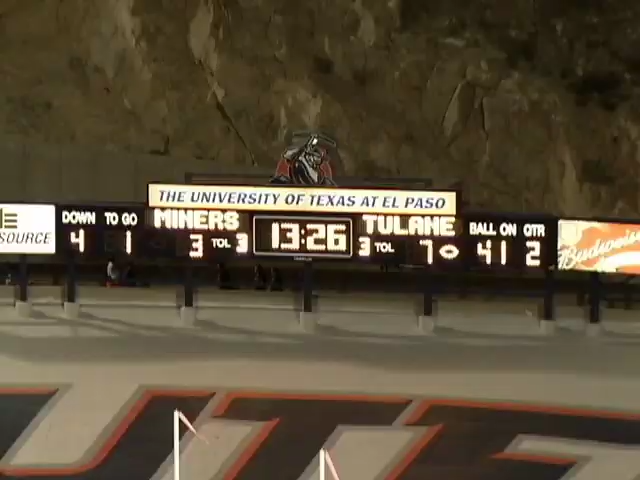 THE UNIVERSITY OF TEXAS AT EL PASO
SOURCE
DOWN TO GO
4 1
MINERS
3 TOL 3
13:26
TULANE
3 TOL 7
BALL ON QTR
41 2
Budweiser
UTE